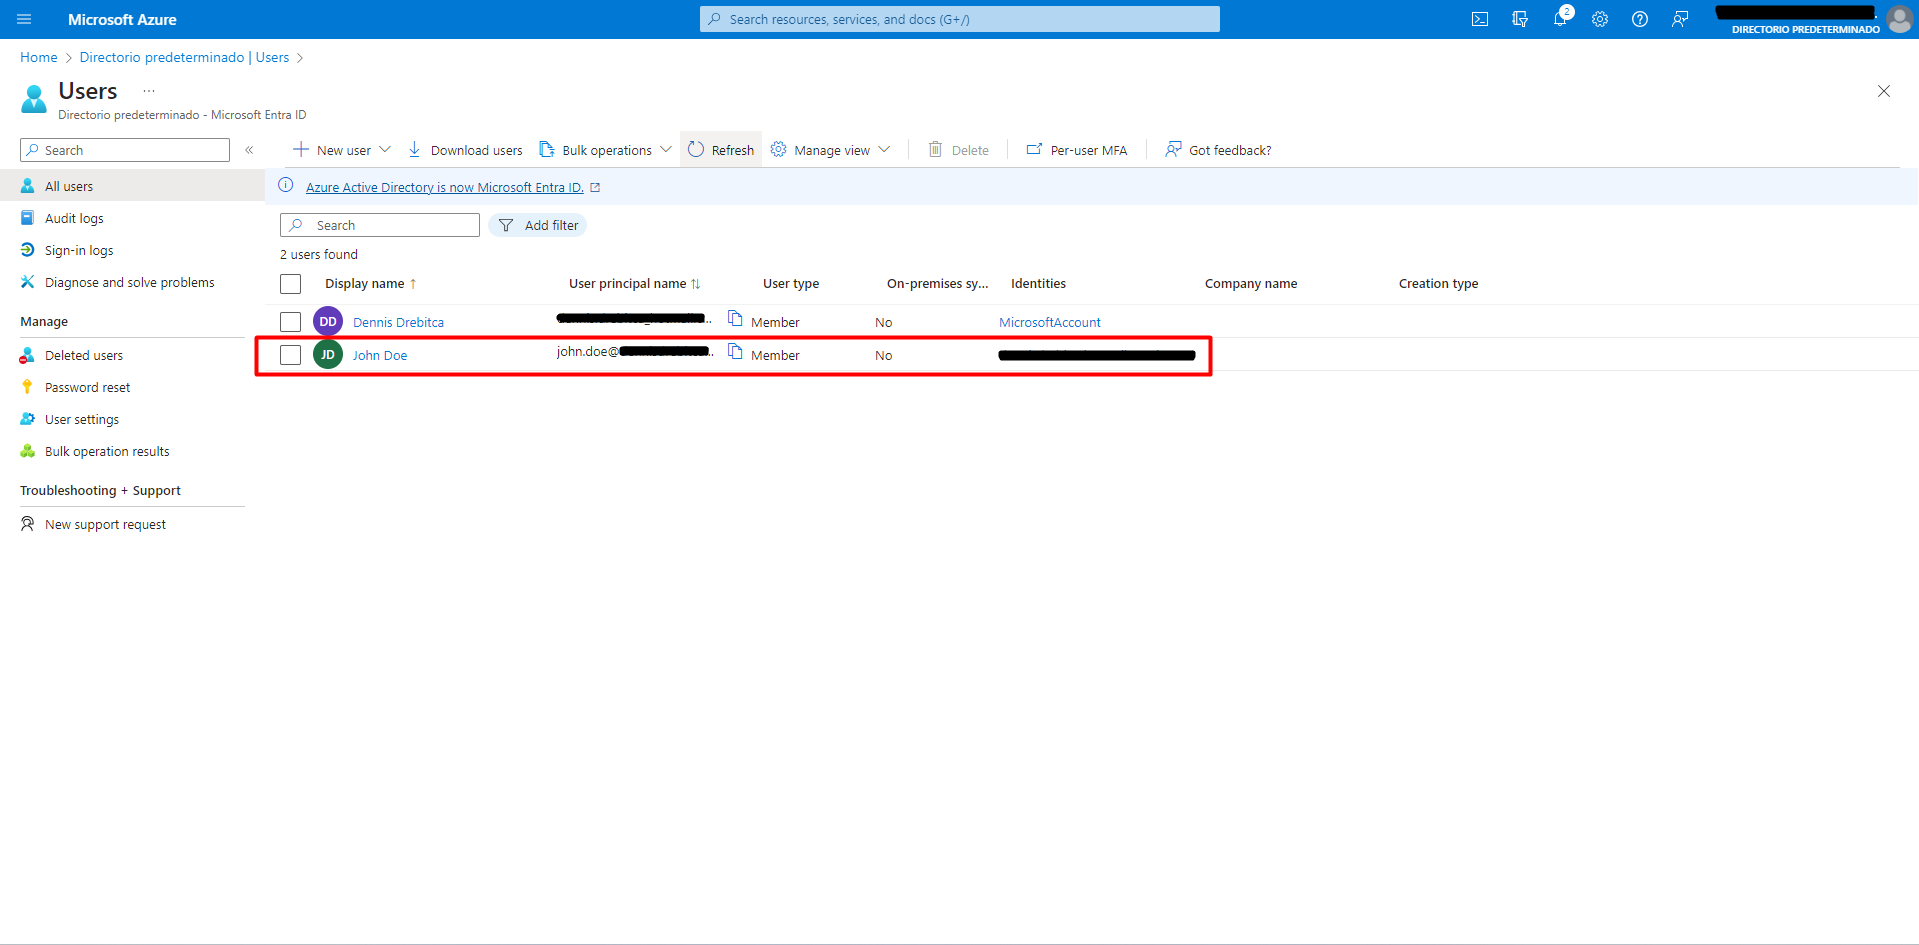 Microsoft Azure
Search resources, services, and docs (G+/)
2
DIRECTORIO PREDETERMINADO
Home > Directorio predeterminado | Users >
Users ...
Directorio predeterminado - Microsoft Entra ID
Search
«
New user
Download users
Bulk operations
Refresh
Manage view
Delete
Per-user MFA
Got feedback?
All users
Audit logs
Sign-in logs
Diagnose and solve problems
Manage
Deleted users
Password reset
User settings
Bulk operation results
Troubleshooting + Support
New support request
Azure Active Directory is now Microsoft Entra ID.
Search
Add filter
2 users found
Display name ↑ User principal name ↑↓ User type On-premises sy... Identities Company name Creation type
DD Dennis Drebitca ... Member No MicrosoftAccount
JD John Doe john.doe@ ... Member No